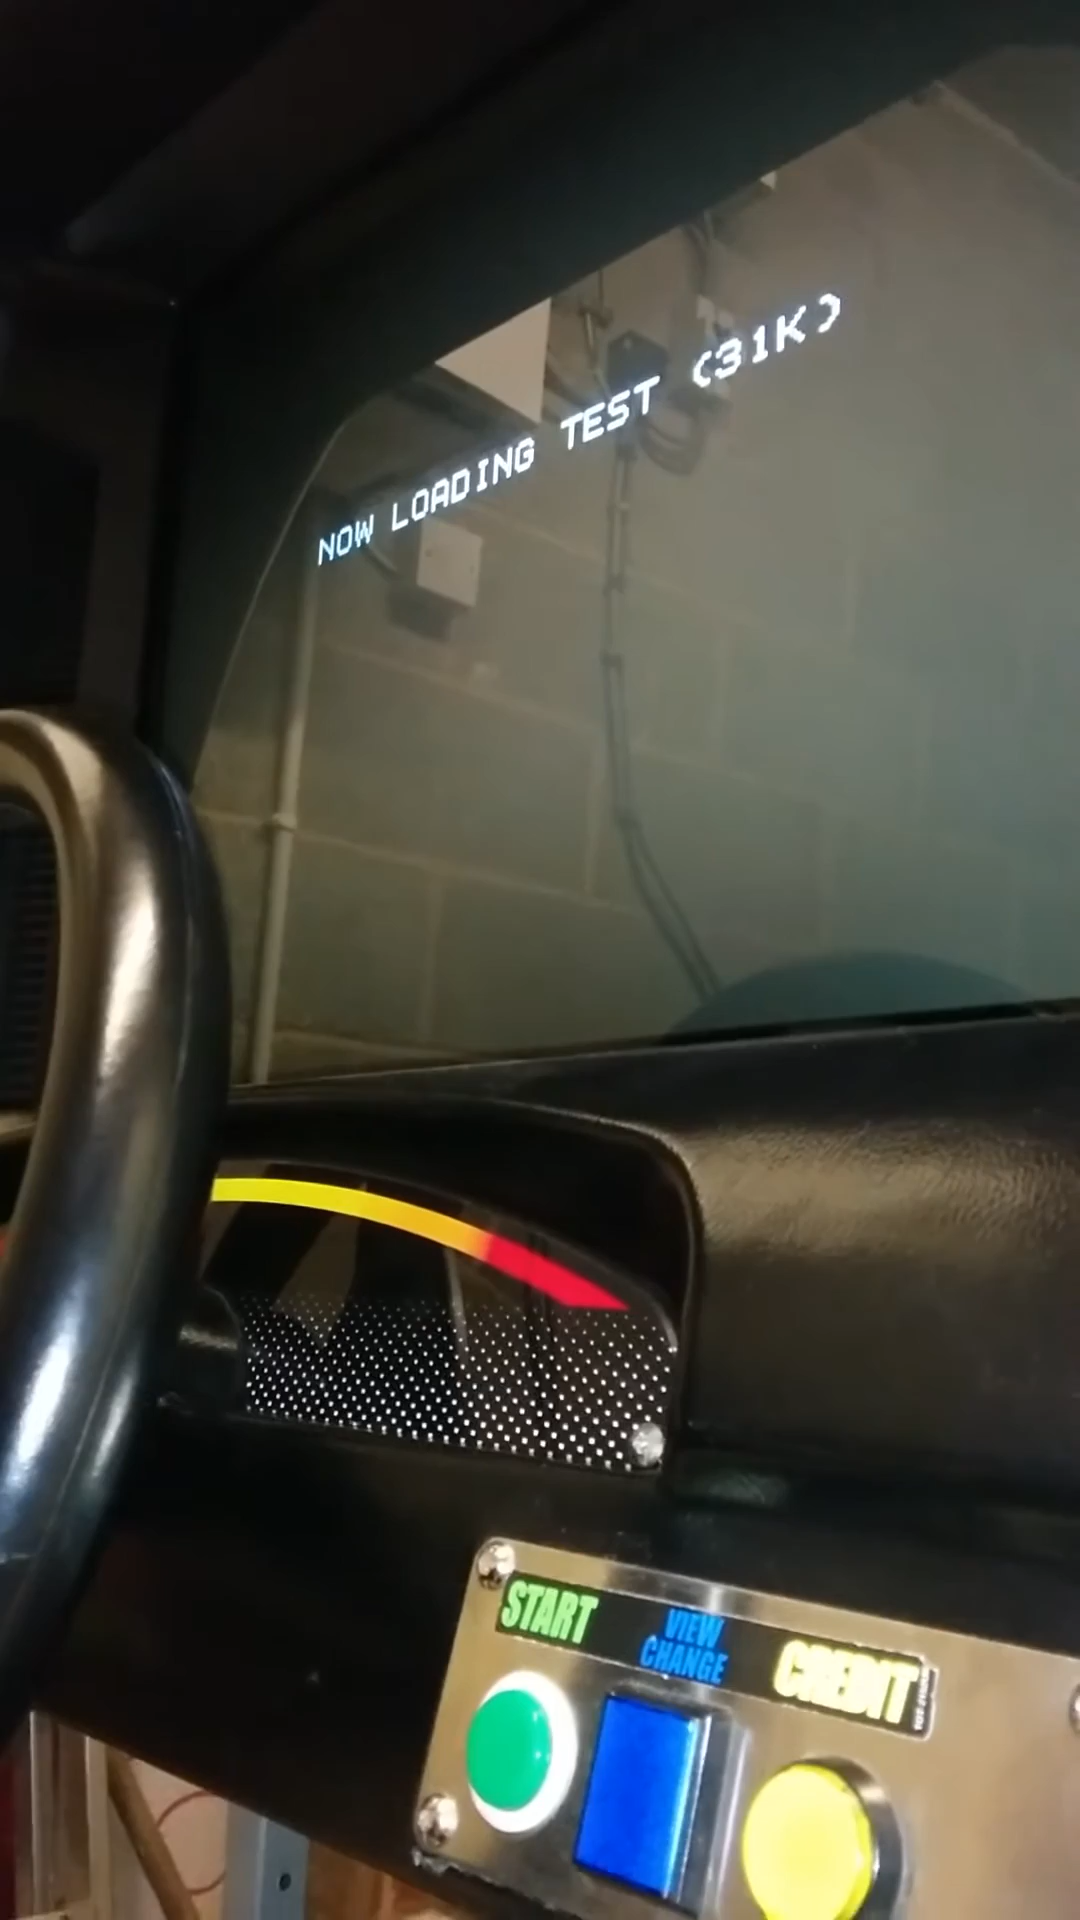 NOW LOADING TEST (31K)
START
VIEW
CHANGE
CREDIT